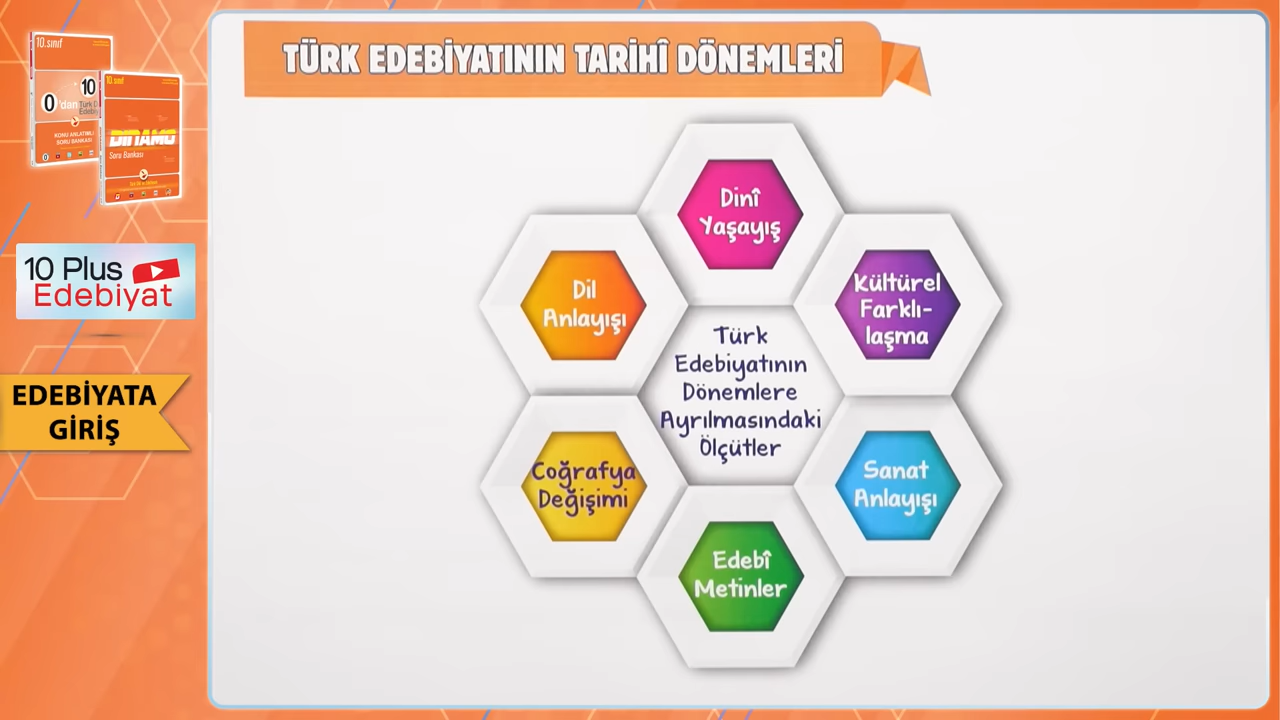 TÜRK EDEBİYATININ TARİHÎ DÖNEMLERİ
10.sınıf
0'dan 10
Türk D
Edebiy
KONU ANLATIMLI
SORU BANKASI
10.sınıf
DİNAMO
Soru Bankası
10 Plus
Edebiyat
EDEBİYATA
GİRİŞ
Dinî
Yaşayış
Dil
Anlayışı
Kültürel
Farklı-
laşma
Türk
Edebiyatının
Dönemlere
Ayrılmasındaki
Ölçütler
Coğrafya
Değişimi
Sanat
Anlayışı
Edebî
Metinler